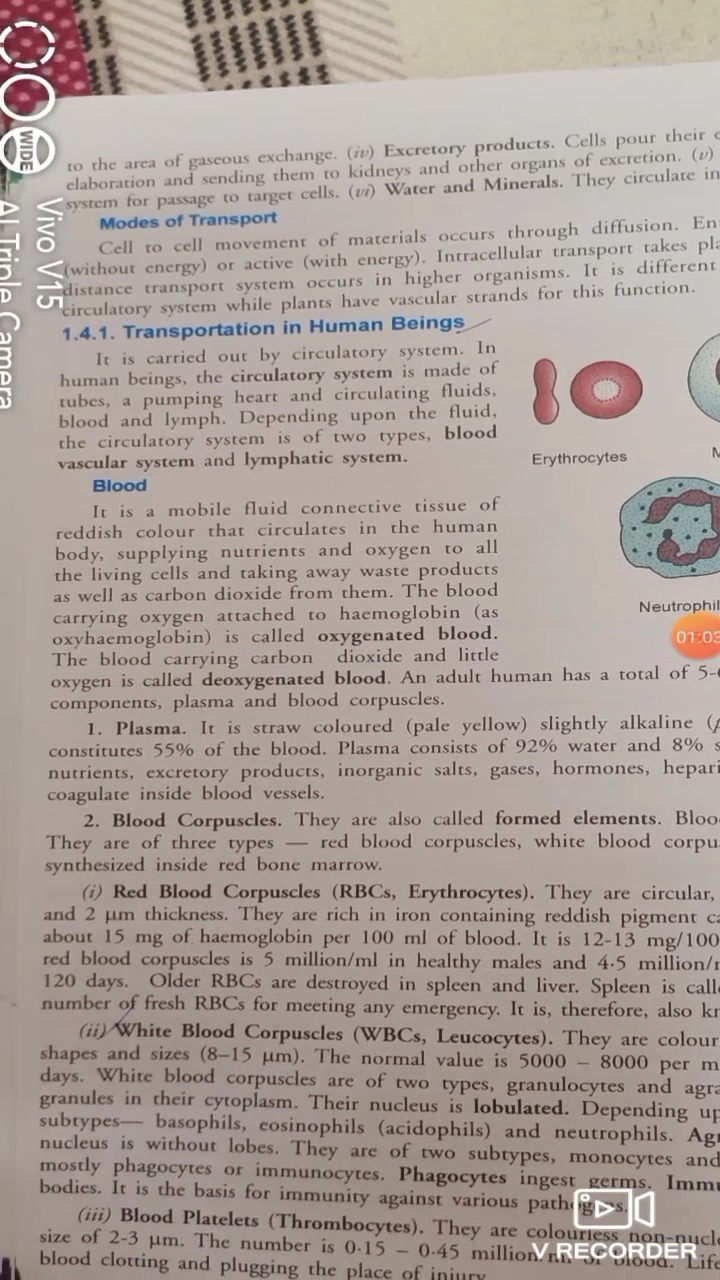 to the area of gaseous exchange. (iv) Excretory products. Cells pour their
elaboration and sending them to kidneys and other organs of excretion. (v)
system for passage to target cells. (vi) Water and Minerals. They circulate in
Modes of Transport
Cell to cell movement of materials occurs through diffusion.
(without energy) or active (with energy). Intracellular transport takes
distance transport system occurs in higher organisms. It is different
circulatory system while plants have vascular strands for this function.
1.4.1. Transportation in Human Beings
It is carried out by circulatory system. In
human beings, the circulatory system is made of
tubes, a pumping heart and circulating fluids,
blood and lymph. Depending upon the fluid,
the circulatory system is of two types, blood
vascular system and lymphatic system.
Erythrocytes
Blood
It is a mobile fluid connective tissue of
reddish colour that circulates in the human
body, supplying nutrients and oxygen to all
the living cells and taking away waste products
as well as carbon dioxide from them. The blood
carrying oxygen attached to haemoglobin (as
oxyhaemoglobin) is called oxygenated blood.
The blood carrying carbon dioxide and little
Neutrophil
01:03
oxygen is called deoxygenated blood. An adult human has a total of 5-
components, plasma and blood corpuscles.
1. Plasma. It is straw coloured (pale yellow) slightly alkaline
constitutes 55% of the blood. Plasma consists of 92% water and 8%
nutrients, excretory products, inorganic salts, gases, hormones,
coagulate inside blood vessels.
2. Blood Corpuscles. They are also called formed elements.
They are of three types — red blood corpuscles, white blood
synthesized inside red bone marrow.
(i) Red Blood Corpuscles (RBCs, Erythrocytes). They are circular,
and 2 μm thickness. They are rich in iron containing reddish pigment
about 15 mg of haemoglobin per 100 ml of blood. It is 12-13 mg/100
red blood corpuscles is 5 million/ml in healthy males and 4·5 million/
120 days. Older RBCs are destroyed in spleen and liver. Spleen is
number of fresh RBCs for meeting any emergency. It is, therefore, also
(ii) White Blood Corpuscles (WBCs, Leucocytes). They are
shapes and sizes (8–15 μm). The normal value is 5000 – 8000 per
days. White blood corpuscles are of two types, granulocytes and
granules in their cytoplasm. Their nucleus is lobulated. Depending
subtypes— basophils, eosinophils (acidophils) and neutrophils.
nucleus is without lobes. They are of two subtypes, monocytes and
mostly phagocytes or immunocytes. Phagocytes ingest germs.
bodies. It is the basis for immunity against various pathogens.
(iii) Blood Platelets (Thrombocytes). They are colourless
size of 2-3 μm. The number is 0·15 – 0·45 million of blood.
blood clotting and plugging the place of injury
WIDE
Vivo V15
AI Triple Camera
V RECORDER